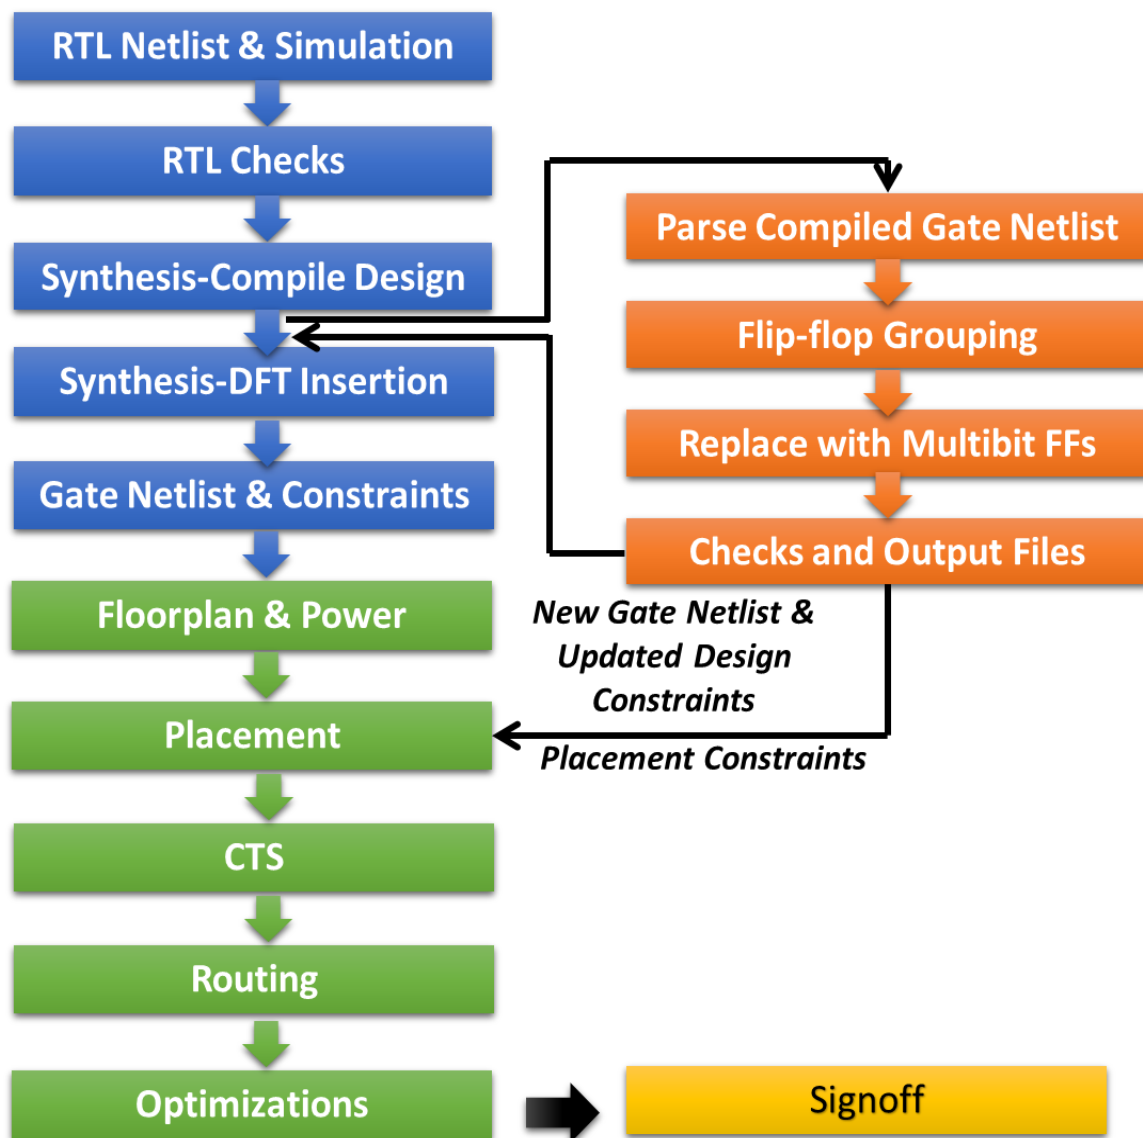 RTL Netlist & Simulation
RTL Checks
Synthesis-Compile Design
Synthesis-DFT Insertion
Gate Netlist & Constraints
Floorplan & Power
Placement
CTS
Routing
Optimizations
Parse Compiled Gate Netlist
Flip-flop Grouping
Replace with Multibit FFs
Checks and Output Files
New Gate Netlist &
Updated Design
Constraints
Placement Constraints
Signoff